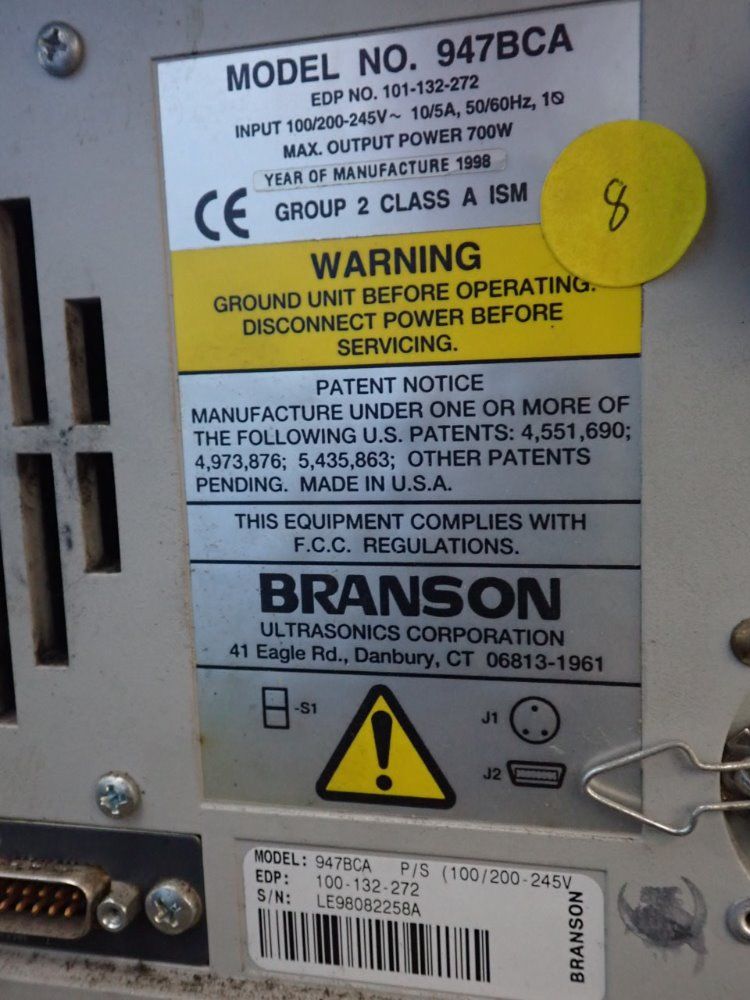 MODEL NO. 947BCA
EDP NO. 101-132-272
INPUT 100/200-245V~ 10/5A, 50/60Hz, 1Ø
MAX. OUTPUT POWER 700W
YEAR OF MANUFACTURE 1998
CE GROUP 2 CLASS A ISM
8
WARNING
GROUND UNIT BEFORE OPERATING.
DISCONNECT POWER BEFORE
SERVICING.
PATENT NOTICE
MANUFACTURE UNDER ONE OR MORE OF
THE FOLLOWING U.S. PATENTS: 4,551,690;
4,973,876; 5,435,863; OTHER PATENTS
PENDING. MADE IN U.S.A.
THIS EQUIPMENT COMPLIES WITH
F.C.C. REGULATIONS.
BRANSON
ULTRASONICS CORPORATION
41 Eagle Rd., Danbury, CT 06813-1961
-S1
!
J1
J2
MODEL: 947BCA P/S (100/200-245V
EDP: 100-132-272
S/N: LE98082258A
BRANSON